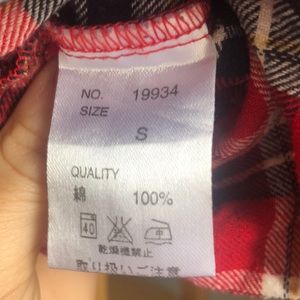 NO. 19934
SIZE
S
QUALITY
綿 100%
40 中
乾燥機禁止
取り扱いご注意